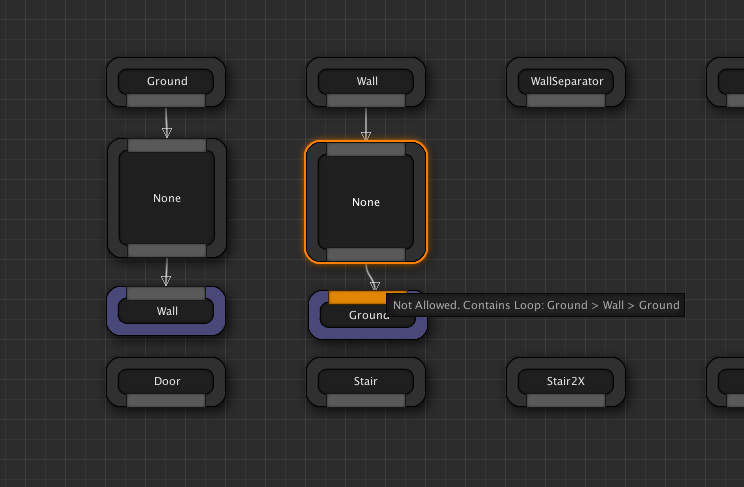 Ground
Wall
WallSeparator
None
None
Wall
Ground
Not Allowed. Contains Loop: Ground > Wall > Ground
Door
Stair
Stair2X